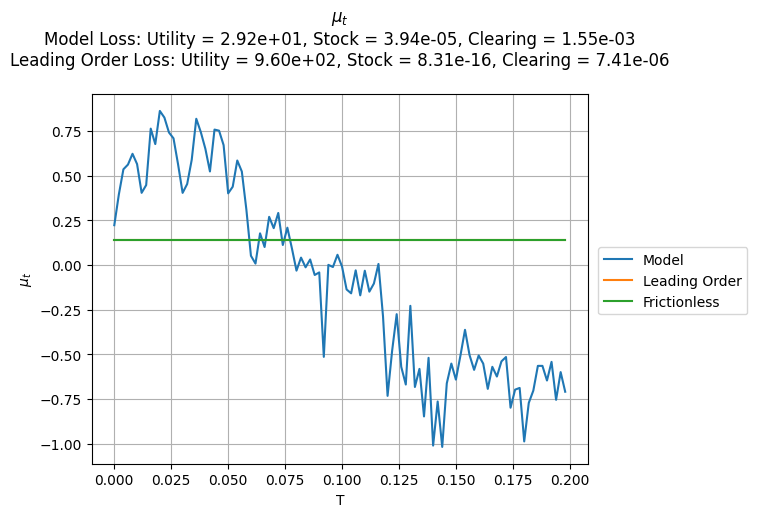 μt
Model Loss: Utility = 2.92e+01, Stock = 3.94e-05, Clearing = 1.55e-03
Leading Order Loss: Utility = 9.60e+02, Stock = 8.31e-16, Clearing = 7.41e-06
0.75
0.50
0.25
0.00
−0.25
−0.50
−0.75
−1.00
μt
0.000 0.025 0.050 0.075 0.100 0.125 0.150 0.175 0.200
T
Model
Leading Order
Frictionless